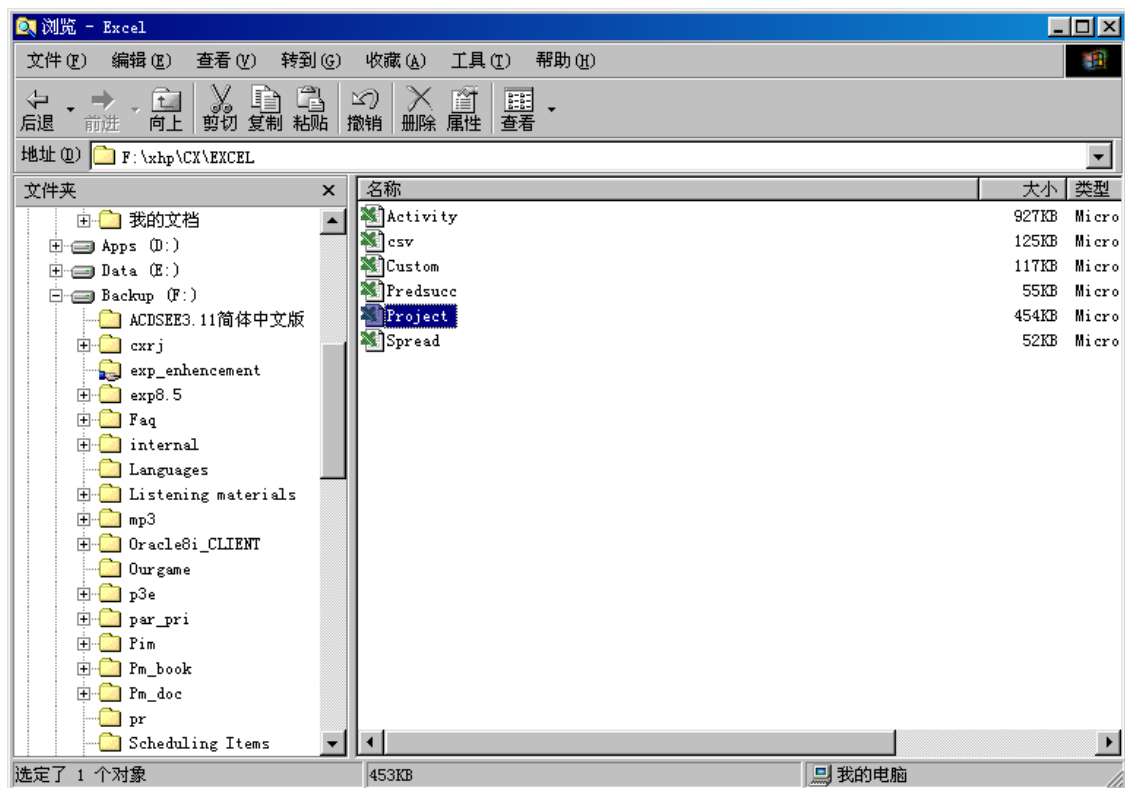 浏览 - Excel
文件(F) 编辑(E) 查看(V) 转到(G) 收藏(A) 工具(T) 帮助(H)
后退 前进 向上 剪切 复制 粘贴 撤销 删除 属性 查看
地址(D) F:\xhp\CX\EXCEL
文件夹
我的文档
Apps (D:)
Data (E:)
Backup (F:)
ACDSEE3.11简体中文版
cxrj
exp_enhencement
exp8.5
Faq
internal
Languages
Listening materials
mp3
Oracle8i_CLIENT
Ourgame
p3e
par_pri
Pim
Pm_book
Pm_doc
pr
Scheduling Items
名称 大小 类型
Activity 927KB Micro
csv 125KB Micro
Custom 117KB Micro
Predsucc 55KB Micro
Project 454KB Micro
Spread 52KB Micro
选定了 1 个对象 453KB 我的电脑